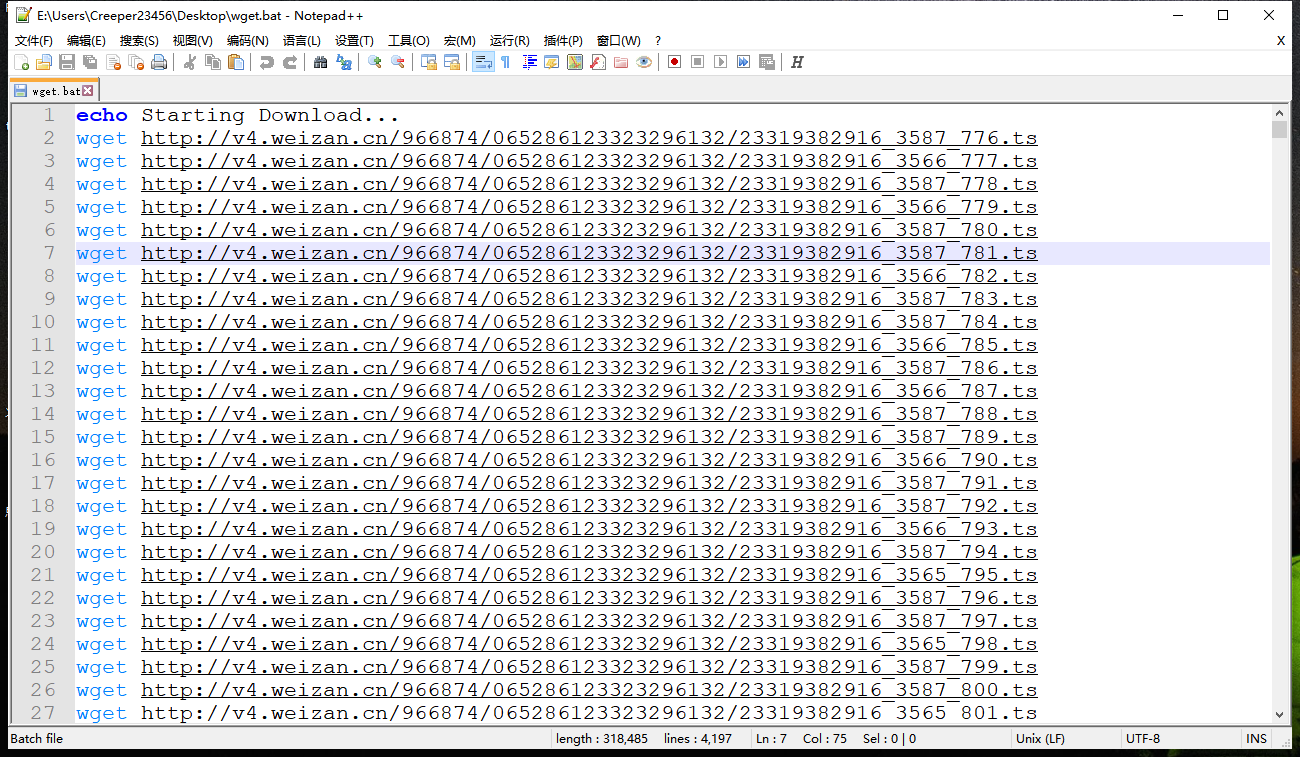 E:\Users\Creeper23456\Desktop\wget.bat - Notepad++
文件(F) 编辑(E) 搜索(S) 视图(V) 编码(N) 语言(L) 设置(T) 工具(O) 宏(M) 运行(R) 插件(P) 窗口(W) ? X
wget.bat
1 echo Starting Download...
2 wget http://v4.weizan.cn/966874/065286123323296132/23319382916_3587_776.ts
3 wget http://v4.weizan.cn/966874/065286123323296132/23319382916_3566_777.ts
4 wget http://v4.weizan.cn/966874/065286123323296132/23319382916_3587_778.ts
5 wget http://v4.weizan.cn/966874/065286123323296132/23319382916_3566_779.ts
6 wget http://v4.weizan.cn/966874/065286123323296132/23319382916_3587_780.ts
7 wget http://v4.weizan.cn/966874/065286123323296132/23319382916_3587_781.ts
8 wget http://v4.weizan.cn/966874/065286123323296132/23319382916_3566_782.ts
9 wget http://v4.weizan.cn/966874/065286123323296132/23319382916_3587_783.ts
10 wget http://v4.weizan.cn/966874/065286123323296132/23319382916_3587_784.ts
11 wget http://v4.weizan.cn/966874/065286123323296132/23319382916_3566_785.ts
12 wget http://v4.weizan.cn/966874/065286123323296132/23319382916_3587_786.ts
13 wget http://v4.weizan.cn/966874/065286123323296132/23319382916_3566_787.ts
14 wget http://v4.weizan.cn/966874/065286123323296132/23319382916_3587_788.ts
15 wget http://v4.weizan.cn/966874/065286123323296132/23319382916_3587_789.ts
16 wget http://v4.weizan.cn/966874/065286123323296132/23319382916_3566_790.ts
17 wget http://v4.weizan.cn/966874/065286123323296132/23319382916_3587_791.ts
18 wget http://v4.weizan.cn/966874/065286123323296132/23319382916_3587_792.ts
19 wget http://v4.weizan.cn/966874/065286123323296132/23319382916_3566_793.ts
20 wget http://v4.weizan.cn/966874/065286123323296132/23319382916_3587_794.ts
21 wget http://v4.weizan.cn/966874/065286123323296132/23319382916_3565_795.ts
22 wget http://v4.weizan.cn/966874/065286123323296132/23319382916_3587_796.ts
23 wget http://v4.weizan.cn/966874/065286123323296132/23319382916_3587_797.ts
24 wget http://v4.weizan.cn/966874/065286123323296132/23319382916_3565_798.ts
25 wget http://v4.weizan.cn/966874/065286123323296132/23319382916_3587_799.ts
26 wget http://v4.weizan.cn/966874/065286123323296132/23319382916_3587_800.ts
27 wget http://v4.weizan.cn/966874/065286123323296132/23319382916_3565_801.ts
Batch file length : 318,485 lines : 4,197 Ln : 7 Col : 75 Sel : 0 | 0 Unix (LF) UTF-8 INS